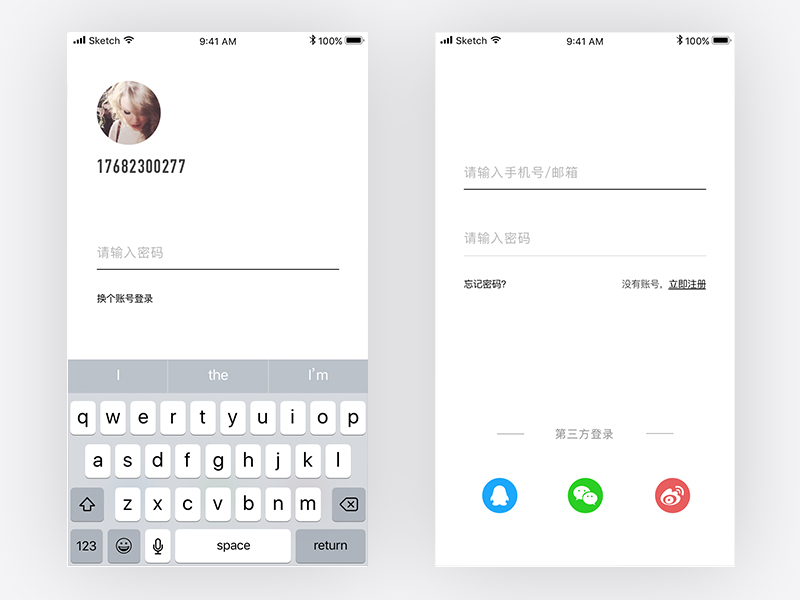 Sketch 9:41 AM 100%
17682300277
请输入密码
换个账号登录
I the I'm
q w e r t y u i o p
a s d f g h j k l
z x c v b n m
123 space return
Sketch 9:41 AM 100%
请输入手机号/邮箱
请输入密码
忘记密码? 没有账号，立即注册
第三方登录